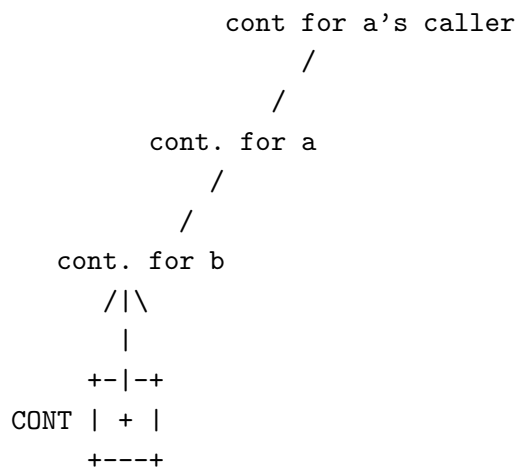 cont for a's caller
/
/
cont. for a
/
/
cont. for b
/|\
|
+-|-+
CONT | + |
+---+